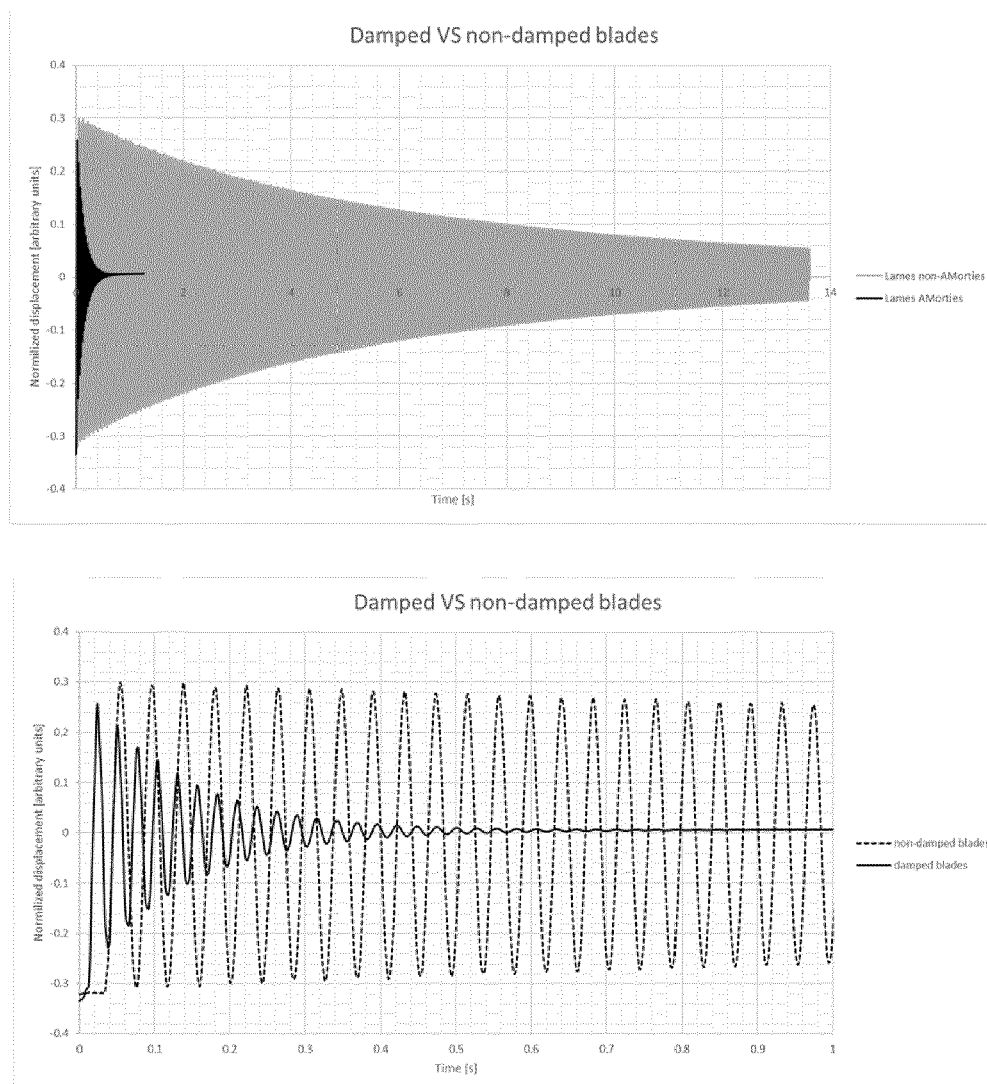 Damped VS non-damped blades
0.4
0.3
0.2
0.1
0
-0.1
-0.2
-0.3
-0.4
Normilized displacement [arbitrary units]
2 4 6 8 10 12 14
Time [s]
Lames non-AMorties
Lames AMorties
Damped VS non-damped blades
0.4
0.3
0.2
0.1
0
-0.1
-0.2
-0.3
-0.4
Normilized displacement [arbitrary units]
0 0.1 0.2 0.3 0.4 0.5 0.6 0.7 0.8 0.9 1
Time [s]
non-damped blades
damped blades